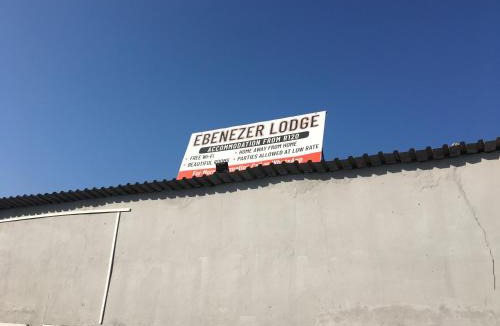 EBENEZER LODGE
ACCOMMODATION FROM R120
• FREE Wi-Fi • HOME AWAY FROM HOME
• BEAUTIFUL ROOMS • PARTIES ALLOWED AT LOW RATE
For